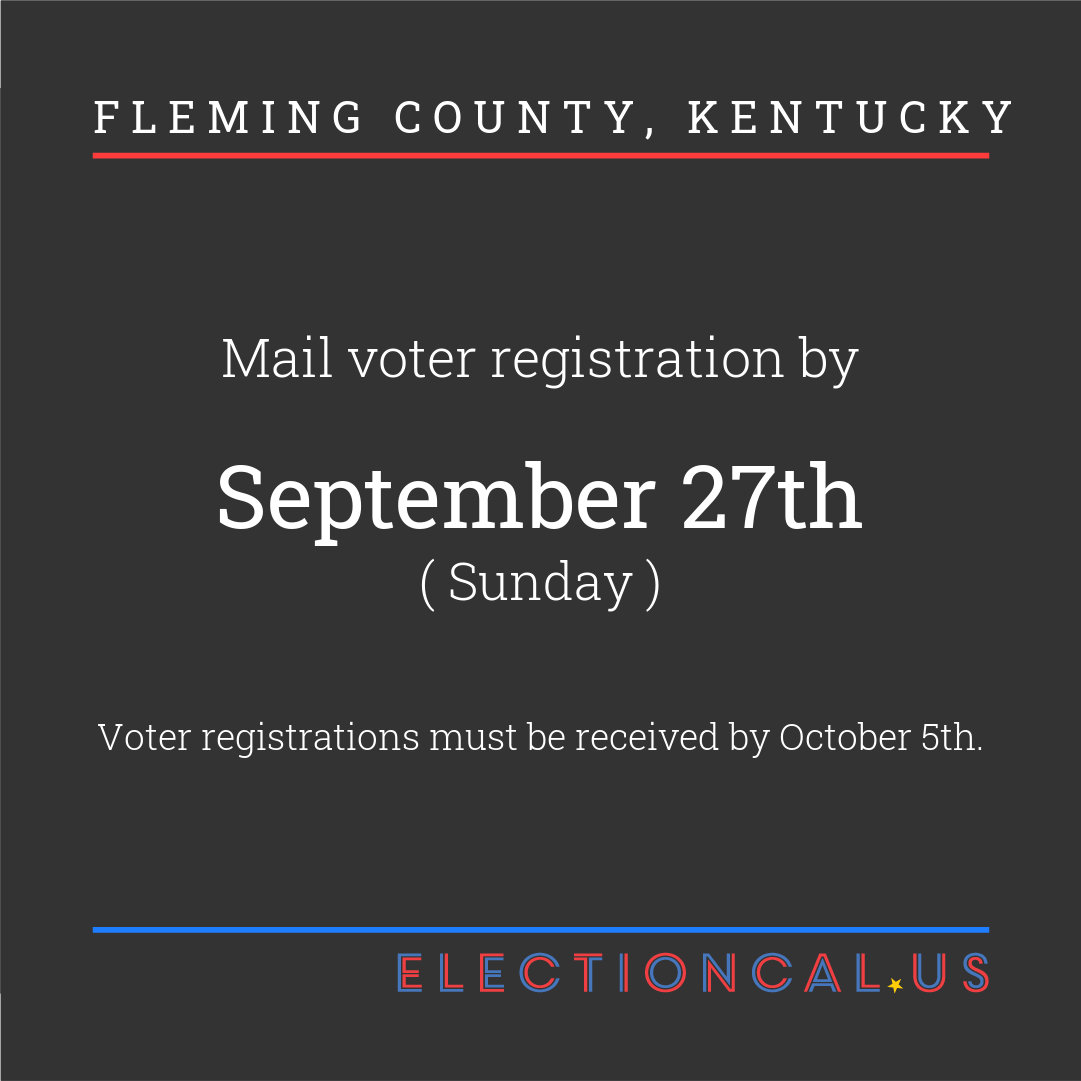 FLEMING COUNTY, KENTUCKY
Mail voter registration by
September 27th
( Sunday )
Voter registrations must be received by October 5th.
ELECTIONCAL.US